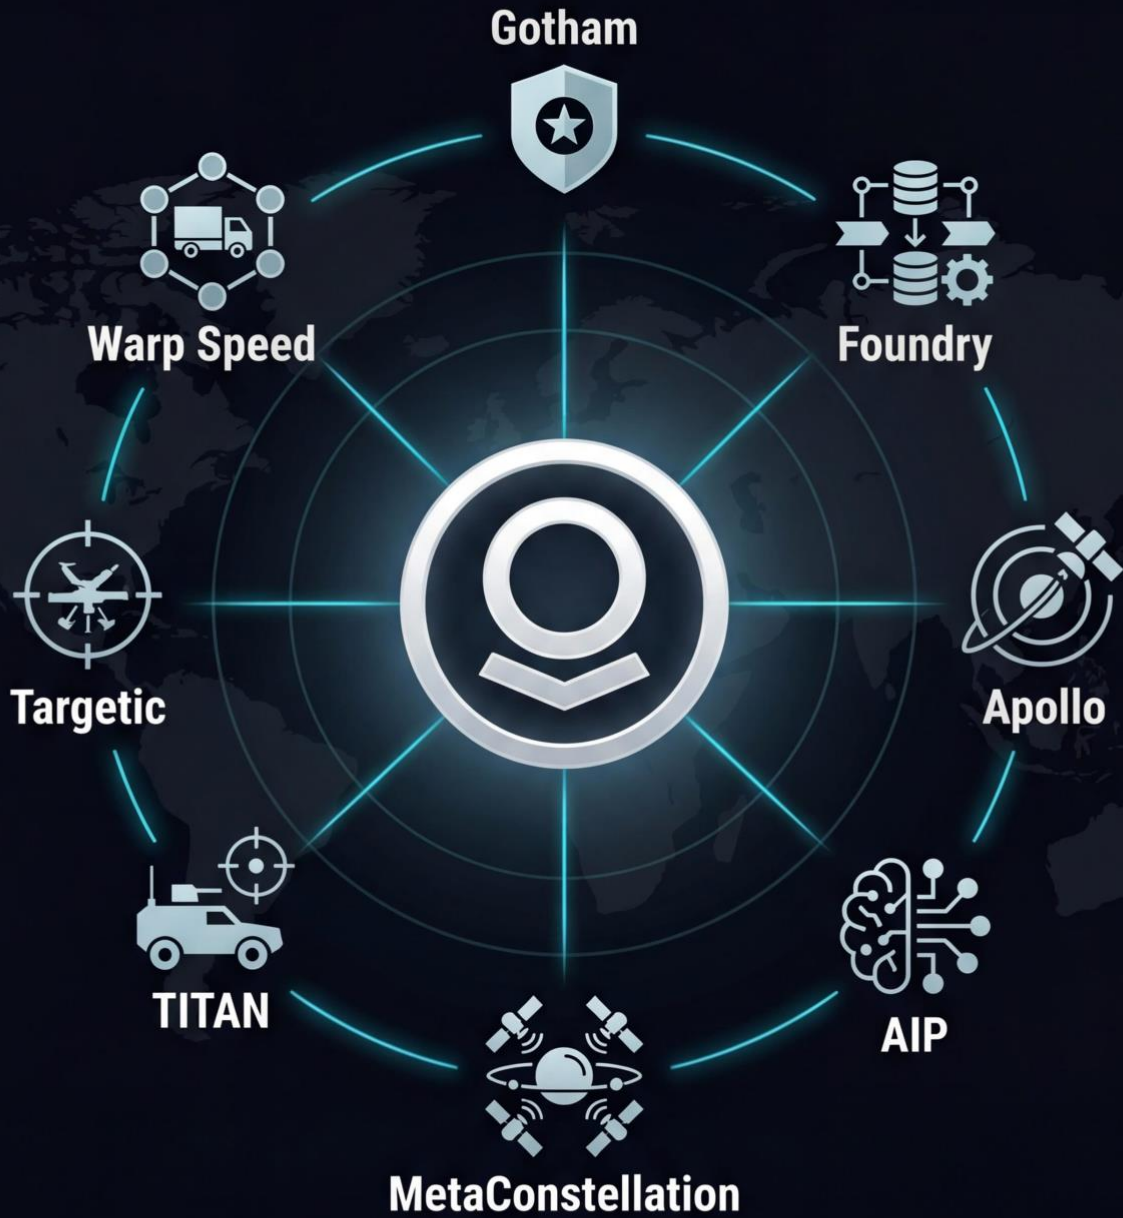 Gotham
Warp Speed
Foundry
Targetic
Apollo
TITAN
AIP
MetaConstellation